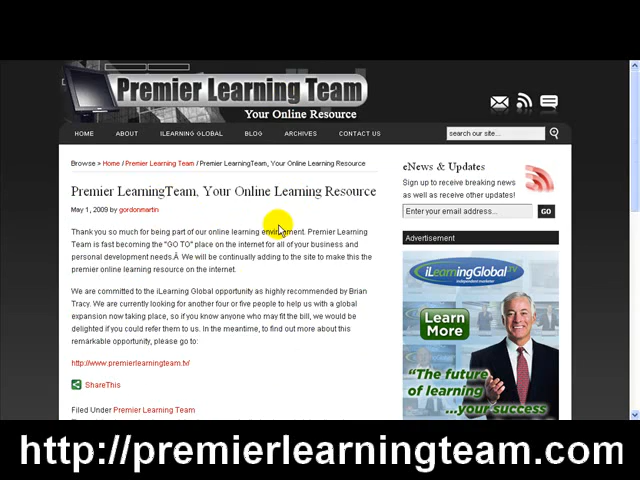 Premier Learning Team
Your Online Resource
HOME ABOUT ILEARNING GLOBAL BLOG ARCHIVES CONTACT US search our site...
Browse » Home / Premier Learning Team / Premier LearningTeam, Your Online Learning Resource
Premier LearningTeam, Your Online Learning Resource
May 1, 2009 by gordonmartin
Thank you so much for being part of our online learning environment. Premier Learning
Team is fast becoming the "GO TO" place on the internet for all of your business and
personal development needs.Â  We will be continually adding to the site to make this the
premier online learning resource on the internet.
We are committed to the iLearning Global opportunity as highly recommended by Brian
Tracy. We are currently looking for another four or five people to help us with a global
expansion now taking place, so if you know anyone who may fit the bill, we would be
delighted if you could refer them to us. In the meantime, to find out more about this
remarkable opportunity, please go to:
http://www.premierlearningteam.tv/
ShareThis
Filed Under Premier Learning Team
eNews & Updates
Sign up to receive breaking news
as well as receive other site updates!
Enter your email address... GO
Advertisement
iLearningGlobal.TV
independent marketer
Learn
More
"The future
of learning
...your success
http://premierlearningteam.com